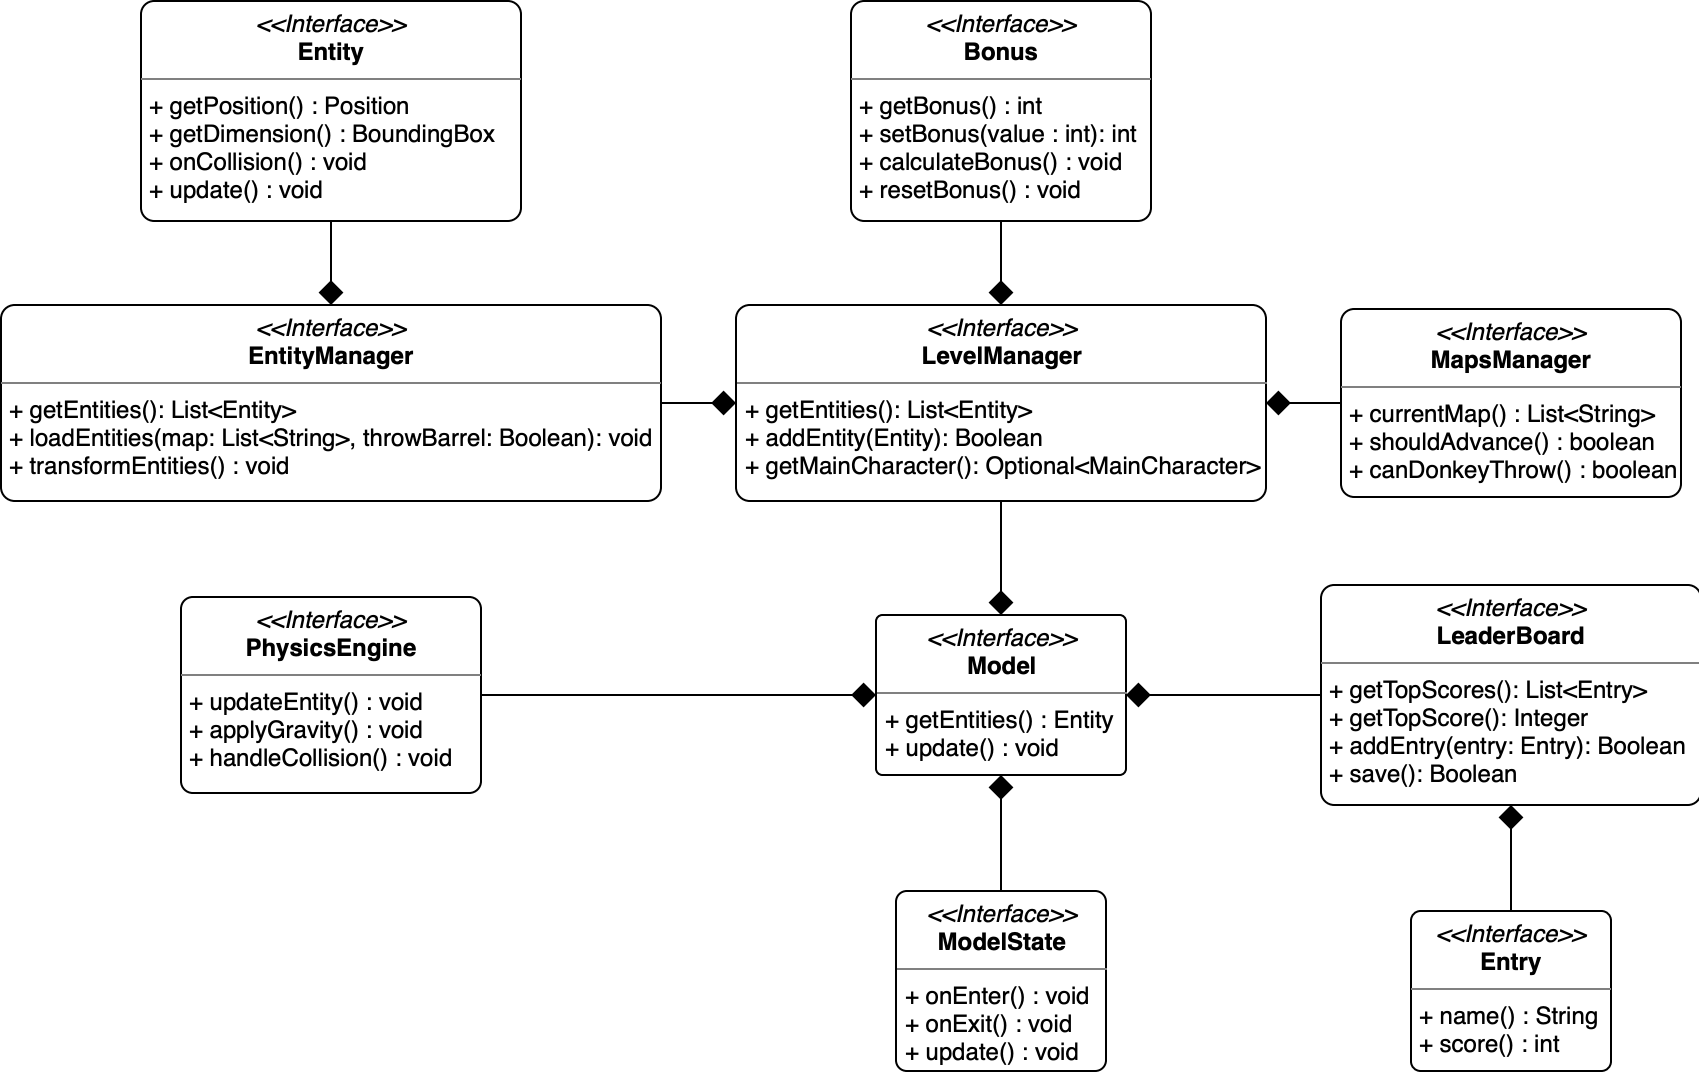 <<Interface>>
Entity
+ getPosition() : Position
+ getDimension() : BoundingBox
+ onCollision() : void
+ update() : void
<<Interface>>
Bonus
+ getBonus() : int
+ setBonus(value : int): int
+ calculateBonus() : void
+ resetBonus() : void
<<Interface>>
EntityManager
+ getEntities(): List<Entity>
+ loadEntities(map: List<String>, throwBarrel: Boolean): void
+ transformEntities() : void
<<Interface>>
LevelManager
+ getEntities(): List<Entity>
+ addEntity(Entity): Boolean
+ getMainCharacter(): Optional<MainCharacter>
<<Interface>>
MapsManager
+ currentMap() : List<String>
+ shouldAdvance() : boolean
+ canDonkeyThrow() : boolean
<<Interface>>
PhysicsEngine
+ updateEntity() : void
+ applyGravity() : void
+ handleCollision() : void
<<Interface>>
Model
+ getEntities() : Entity
+ update() : void
<<Interface>>
LeaderBoard
+ getTopScores(): List<Entry>
+ getTopScore(): Integer
+ addEntry(entry: Entry): Boolean
+ save(): Boolean
<<Interface>>
ModelState
+ onEnter() : void
+ onExit() : void
+ update() : void
<<Interface>>
Entry
+ name() : String
+ score() : int